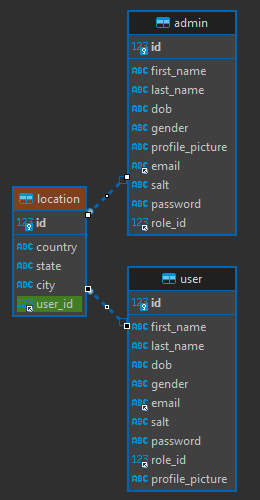 admin
123 id
ABC first_name
ABC last_name
ABC dob
ABC gender
ABC profile_picture
ABC email
ABC salt
ABC password
123 role_id
location
123 id
ABC country
ABC state
ABC city
123 user_id
user
123 id
ABC first_name
ABC last_name
ABC dob
ABC gender
ABC email
ABC salt
ABC password
123 role_id
ABC profile_picture